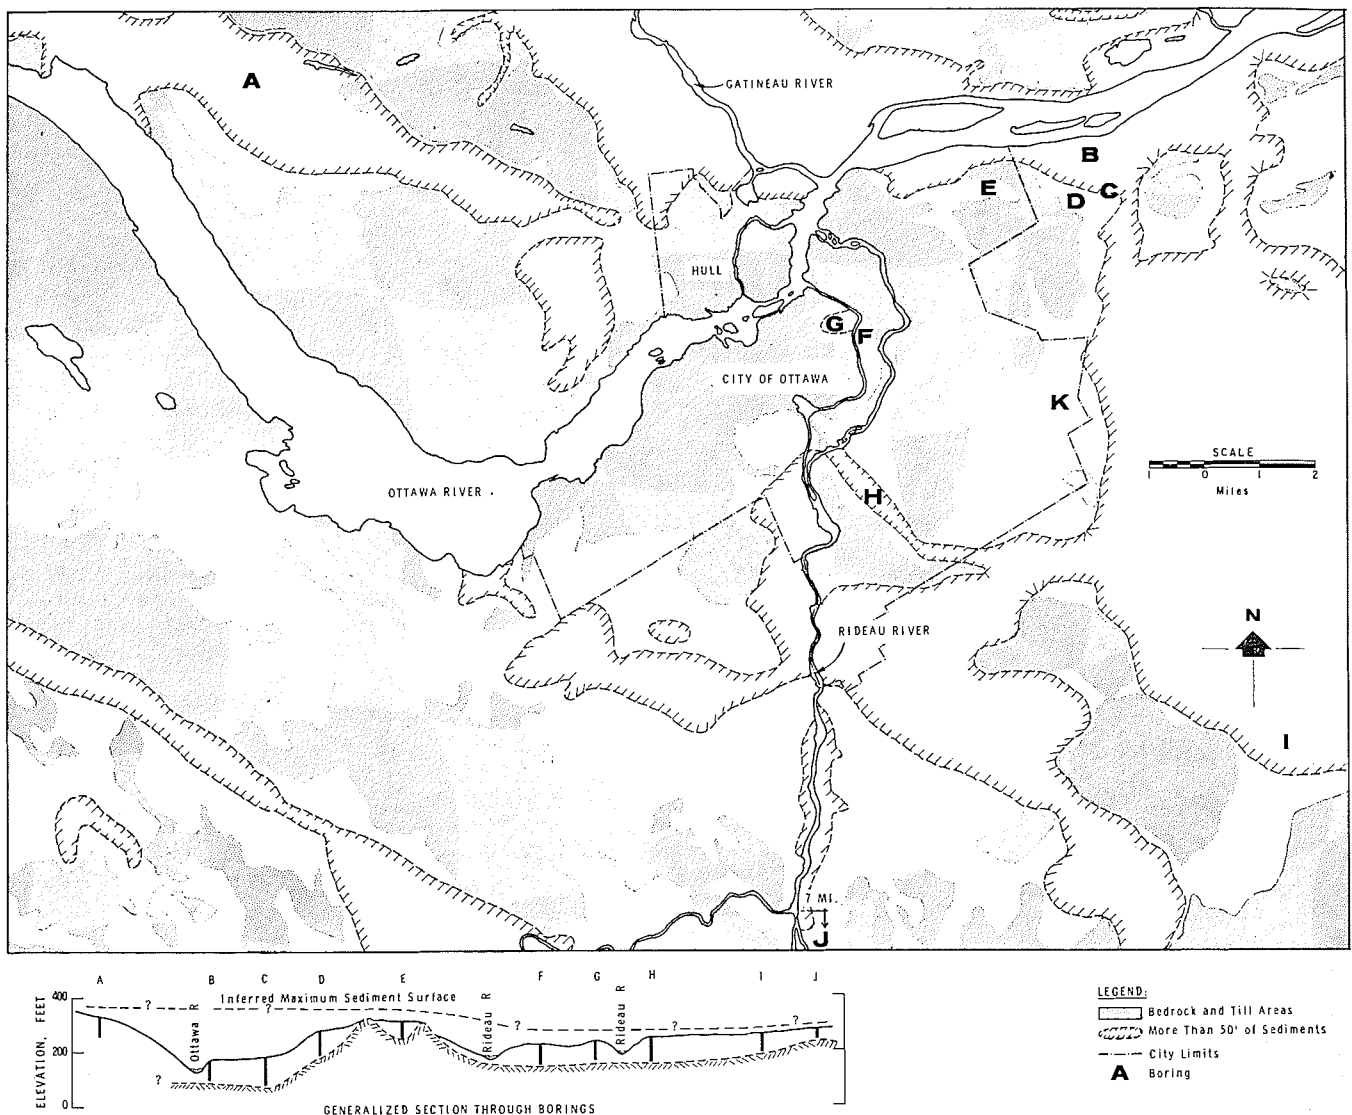 A
GATINEAU RIVER
B
E
D
C
HULL
G
F
CITY OF OTTAWA
K
SCALE
1 0 1 2
Miles
H
OTTAWA RIVER
N
RIDEAU RIVER
I
7 MI.
J
A B C D E F G H I J
400
200
0
ELEVATION, FEET
? ? ? ? ? ?
Inferred Maximum Sediment Surface
Ottawa R
Rideau R
Rideau R
?
GENERALIZED SECTION THROUGH BORINGS
LEGEND:
Bedrock and Till Areas
More Than 50' of Sediments
City Limits
A Boring